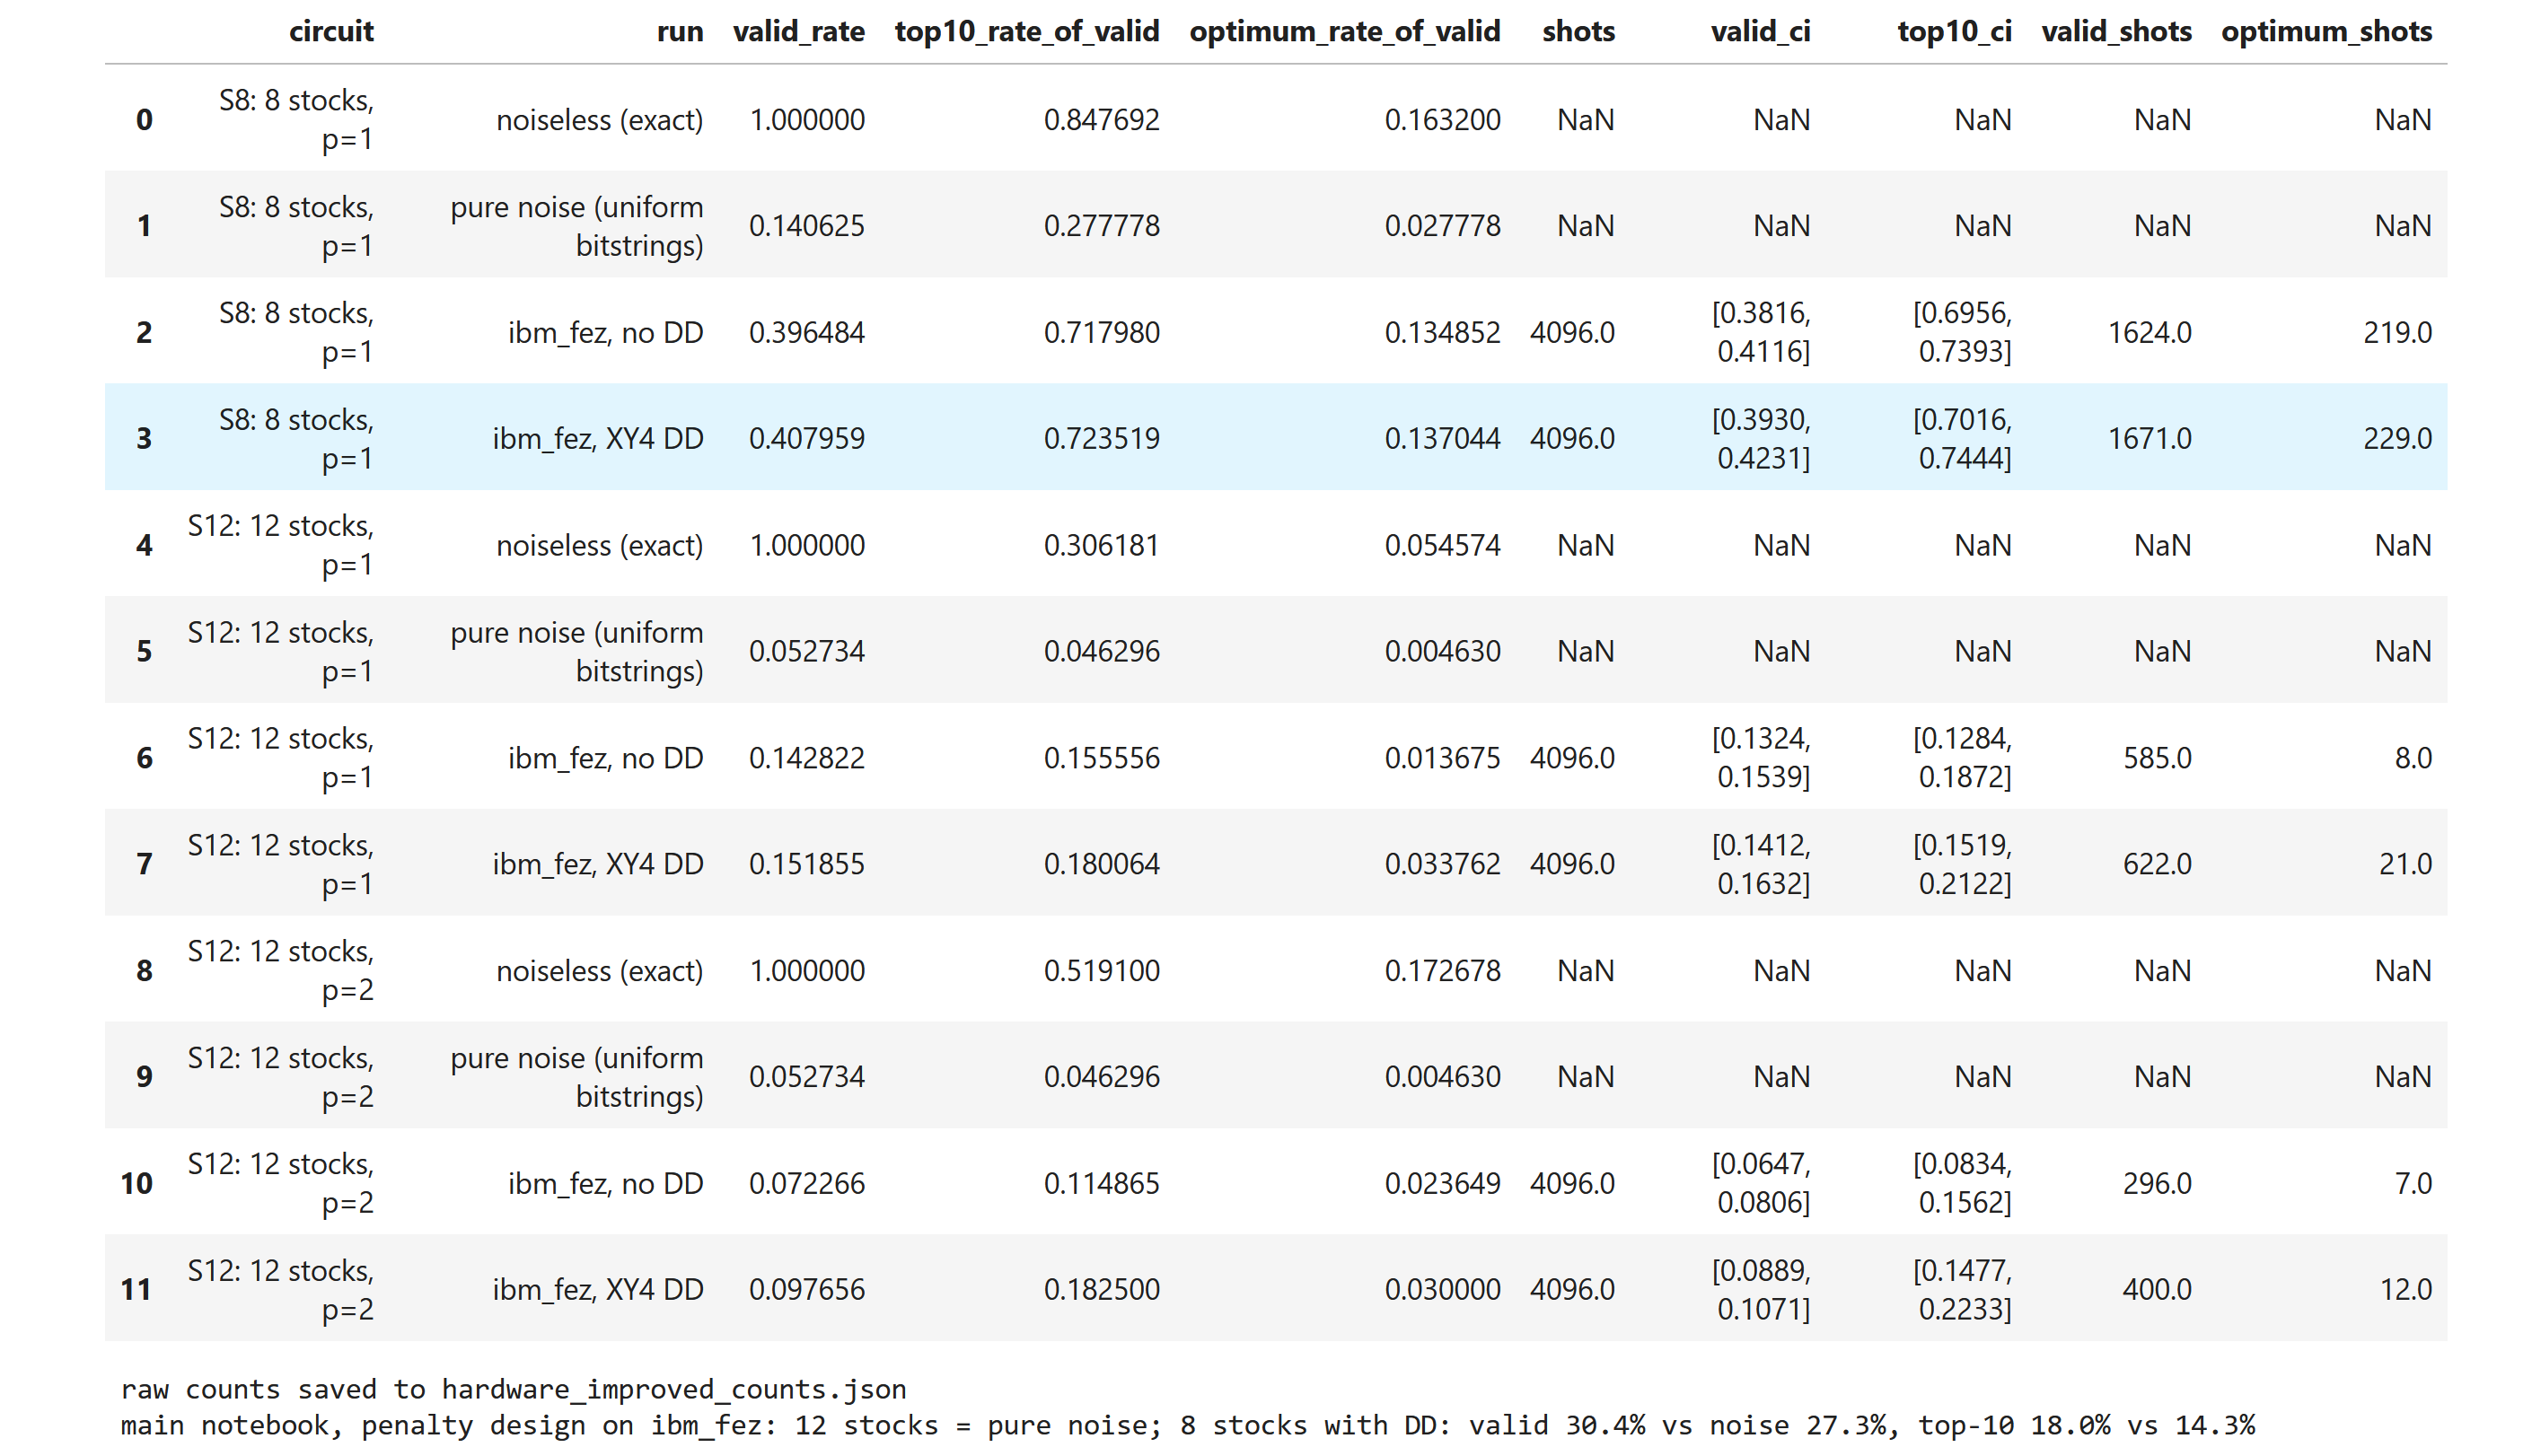 circuit run valid_rate top10_rate_of_valid optimum_rate_of_valid shots valid_ci top10_ci valid_shots optimum_shots
0 S8: 8 stocks, p=1 noiseless (exact) 1.000000 0.847692 0.163200 NaN NaN NaN NaN NaN
1 S8: 8 stocks, p=1 pure noise (uniform bitstrings) 0.140625 0.277778 0.027778 NaN NaN NaN NaN NaN
2 S8: 8 stocks, p=1 ibm_fez, no DD 0.396484 0.717980 0.134852 4096.0 [0.3816, 0.4116] [0.6956, 0.7393] 1624.0 219.0
3 S8: 8 stocks, p=1 ibm_fez, XY4 DD 0.407959 0.723519 0.137044 4096.0 [0.3930, 0.4231] [0.7016, 0.7444] 1671.0 229.0
4 S12: 12 stocks, p=1 noiseless (exact) 1.000000 0.306181 0.054574 NaN NaN NaN NaN NaN
5 S12: 12 stocks, p=1 pure noise (uniform bitstrings) 0.052734 0.046296 0.004630 NaN NaN NaN NaN NaN
6 S12: 12 stocks, p=1 ibm_fez, no DD 0.142822 0.155556 0.013675 4096.0 [0.1324, 0.1539] [0.1284, 0.1872] 585.0 8.0
7 S12: 12 stocks, p=1 ibm_fez, XY4 DD 0.151855 0.180064 0.033762 4096.0 [0.1412, 0.1632] [0.1519, 0.2122] 622.0 21.0
8 S12: 12 stocks, p=2 noiseless (exact) 1.000000 0.519100 0.172678 NaN NaN NaN NaN NaN
9 S12: 12 stocks, p=2 pure noise (uniform bitstrings) 0.052734 0.046296 0.004630 NaN NaN NaN NaN NaN
10 S12: 12 stocks, p=2 ibm_fez, no DD 0.072266 0.114865 0.023649 4096.0 [0.0647, 0.0806] [0.0834, 0.1562] 296.0 7.0
11 S12: 12 stocks, p=2 ibm_fez, XY4 DD 0.097656 0.182500 0.030000 4096.0 [0.0889, 0.1071] [0.1477, 0.2233] 400.0 12.0
raw counts saved to hardware_improved_counts.json
main notebook, penalty design on ibm_fez: 12 stocks = pure noise; 8 stocks with DD: valid 30.4% vs noise 27.3%, top-10 18.0% vs 14.3%